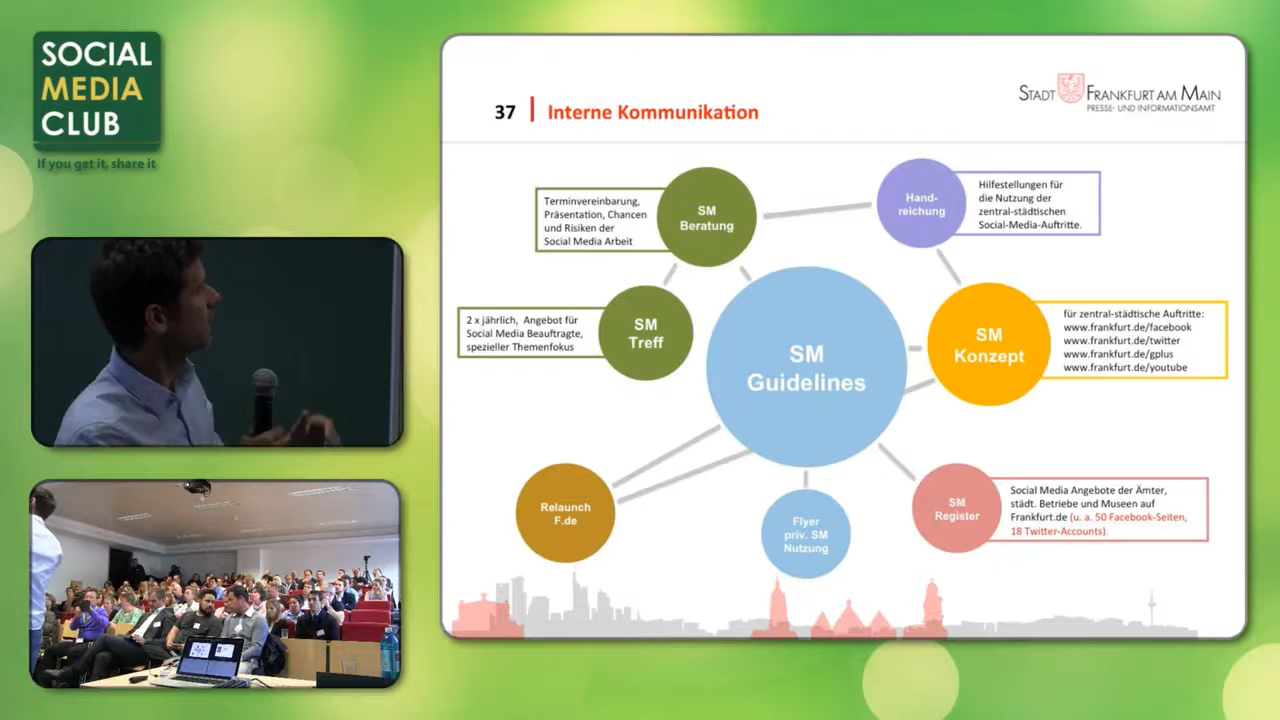 SOCIAL
MEDIA
CLUB
If you get it, share it
37 | Interne Kommunikation
STADT FRANKFURT AM MAIN
PRESSE- UND INFORMATIONSAMT
Terminvereinbarung,
Präsentation, Chancen
und Risiken der
Social Media Arbeit
SM
Beratung
Hand-
reichung
Hilfestellungen für
die Nutzung der
zentral-städtischen
Social-Media-Auftritte.
2 x jährlich, Angebot für
Social Media Beauftragte,
spezieller Themenfokus
SM
Treff
SM
Guidelines
SM
Konzept
für zentral-städtische Auftritte:
www.frankfurt.de/facebook
www.frankfurt.de/twitter
www.frankfurt.de/gplus
www.frankfurt.de/youtube
Relaunch
F.de
Flyer
priv. SM
Nutzung
SM
Register
Social Media Angebote der Ämter,
städt. Betriebe und Museen auf
Frankfurt.de (u. a. 50 Facebook-Seiten,
18 Twitter-Accounts).